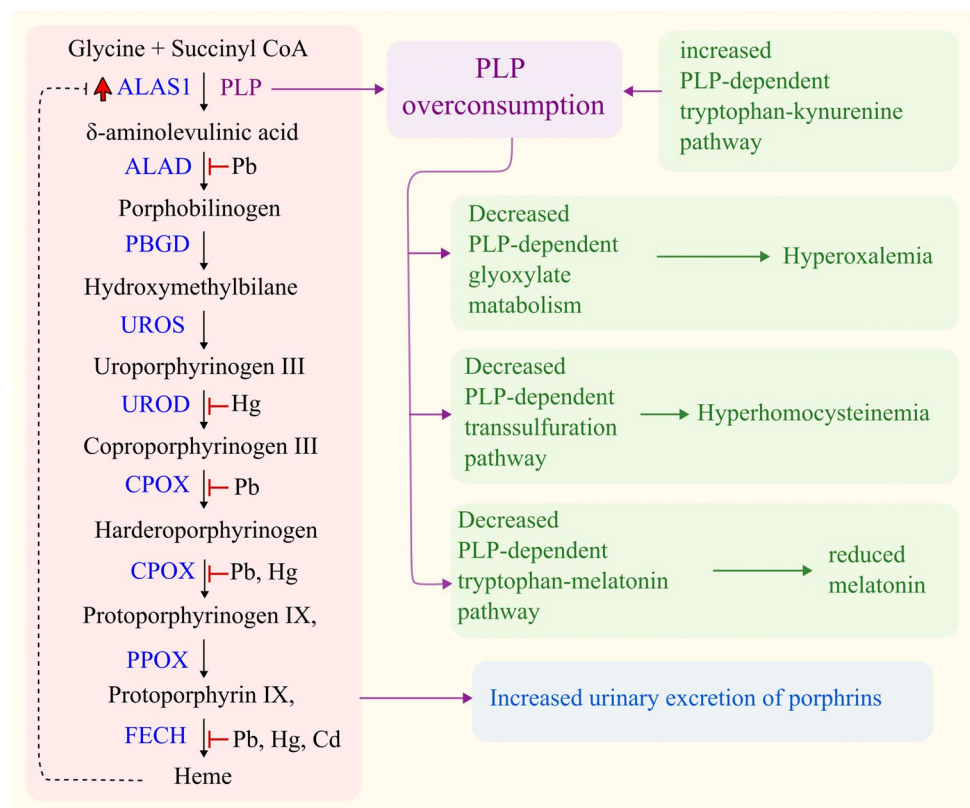 Glycine + Succinyl CoA
ALAS1 PLP
δ-aminolevulinic acid
ALAD Pb
Porphobilinogen
PBGD
Hydroxymethylbilane
UROS
Uroporphyrinogen III
UROD Hg
Coproporphyrinogen III
CPOX Pb
Harderoporphyrinogen
CPOX Pb, Hg
Protoporphyrinogen IX,
PPOX
Protoporphyrin IX,
FECH Pb, Hg, Cd
Heme
PLP
overconsumption
increased
PLP-dependent
tryptophan-kynurenine
pathway
Decreased
PLP-dependent
glyoxylate
matabolism
Hyperoxalemia
Decreased
PLP-dependent
transsulfuration
pathway
Hyperhomocysteinemia
Decreased
PLP-dependent
tryptophan-melatonin
pathway
reduced
melatonin
Increased urinary excretion of porphrins